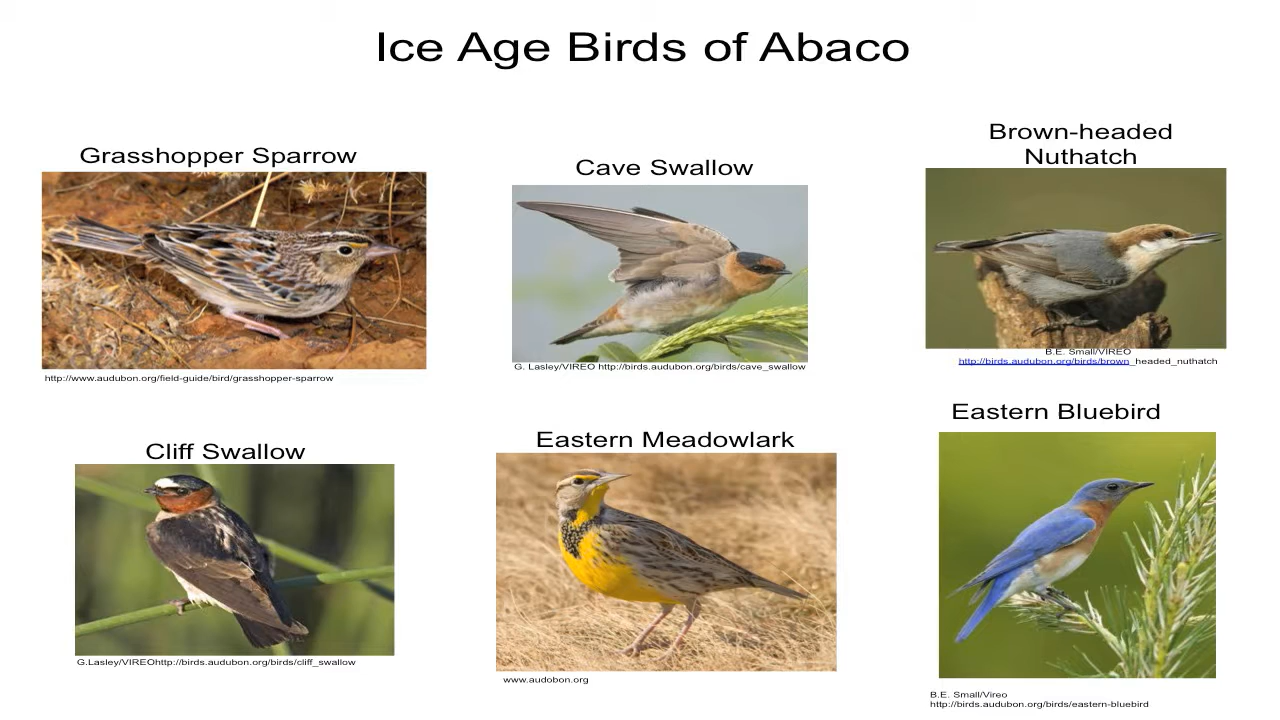 Ice Age Birds of Abaco
Grasshopper Sparrow
http://www.audubon.org/field-guide/bird/grasshopper-sparrow
Cave Swallow
G. Lasley/VIREO http://birds.audubon.org/birds/cave_swallow
Brown-headed
Nuthatch
B.E. Small/VIREO
http://birds.audubon.org/birds/brown_headed_nuthatch
Cliff Swallow
G.Lasley/VIREOhttp://birds.audubon.org/birds/cliff_swallow
Eastern Meadowlark
www.audobon.org
Eastern Bluebird
B.E. Small/Vireo
http://birds.audubon.org/birds/eastern-bluebird